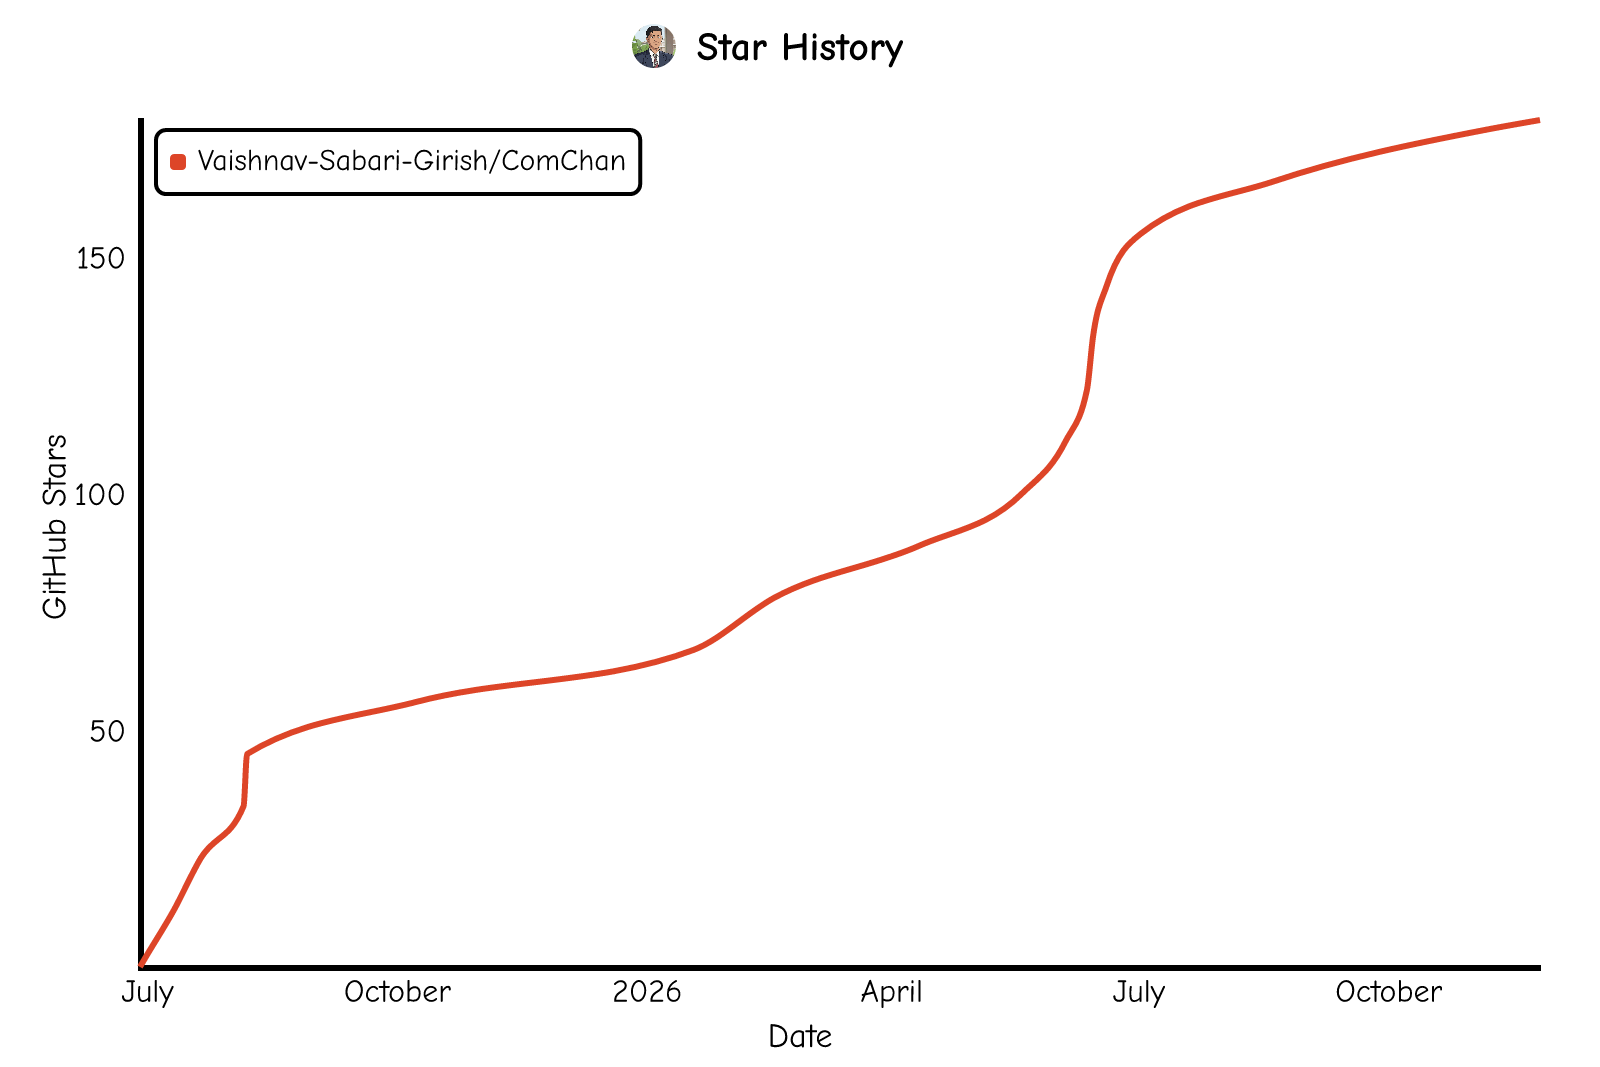 Star History
Vaishnav-Sabari-Girish/ComChan
150
100
50
GitHub Stars
July
October
2026
April
July
October
Date